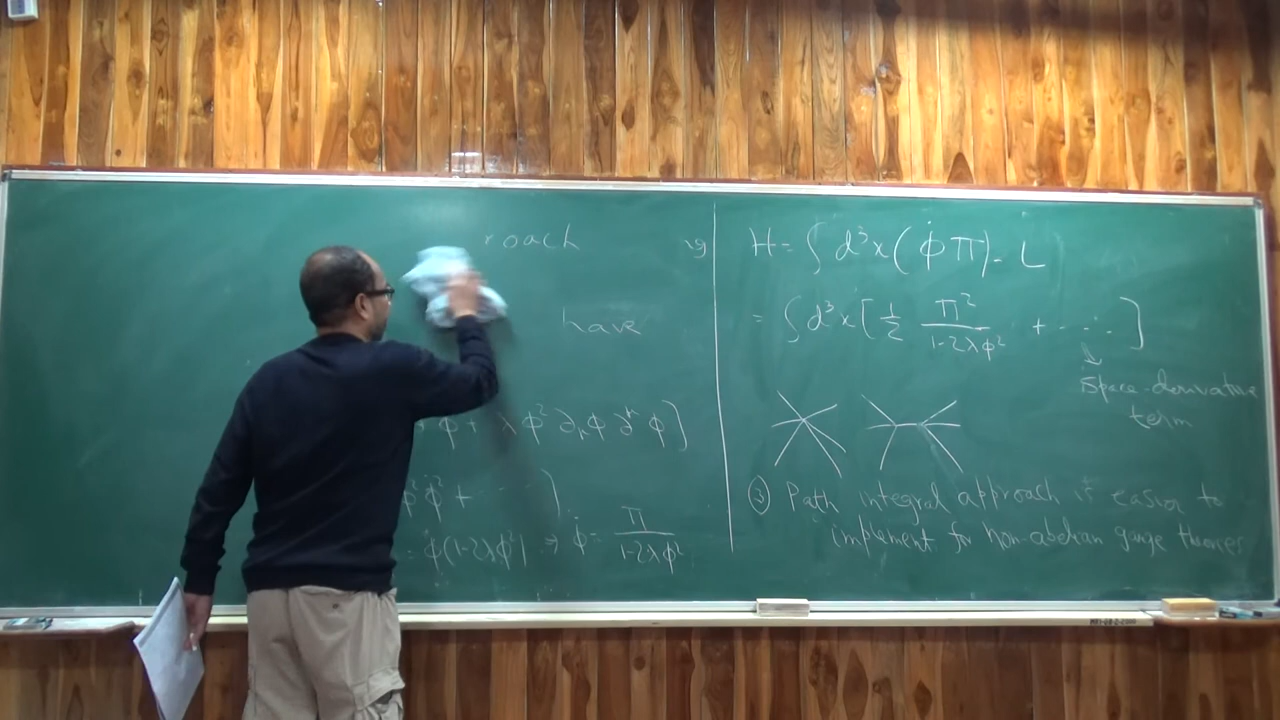 roach
have
φ + λ φ² ∂μ φ ∂^μ φ]
φ² φ̇² + ... ).
= φ̇(1-2λφ²) → φ̇ = Π / 1-2λφ²
H = ∫ d³x ( φ̇ Π) - L
= ∫ d³x [ 1/2 Π² / 1-2λφ² + ... ]
Space-derivative
term
③ Path integral approach is easier to
implement for non-abelian gauge theories